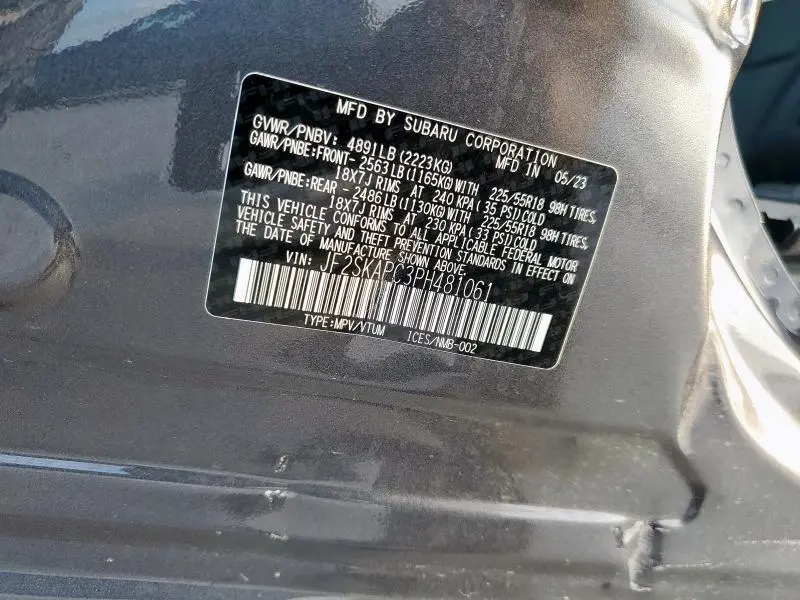 MFD BY SUBARU CORPORATION
MFD IN 05/23
GVWR/PNBV: 4891LB(2223KG)
GAWR/PNBE:FRONT- 2563LB(1165KG)WITH 225/55R18 98H TIRES,
18X7J RIMS AT 240 KPA(35 PSI)COLD
GAWR/PNBE:REAR - 2486LB(1130KG)WITH 225/55R18 98H TIRES,
18X7J RIMS AT 230 KPA(33 PSI)COLD
THIS VEHICLE CONFORMS TO ALL APPLICABLE FEDERAL MOTOR
VEHICLE SAFETY AND THEFT PREVENTION STANDARDS IN EFFECT ON
THE DATE OF MANUFACTURE SHOWN ABOVE.
VIN: JF2SKAPC3PH481061
TYPE:MPV/VTUM ICES/NMB-002